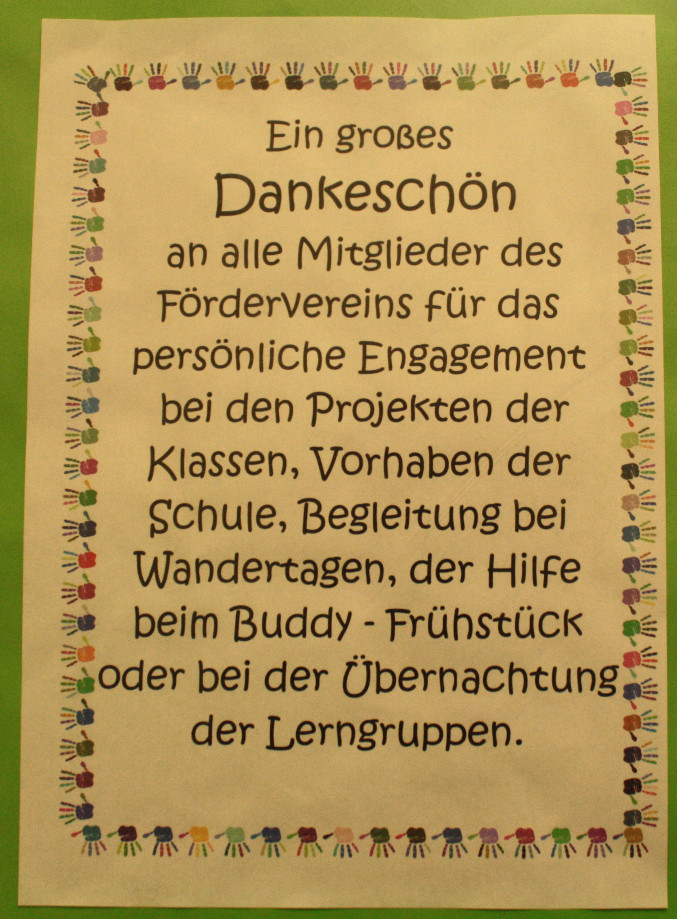 Ein großes
Dankeschön
an alle Mitglieder des
Fördervereins für das
persönliche Engagement
bei den Projekten der
Klassen, Vorhaben der
Schule, Begleitung bei
Wandertagen, der Hilfe
beim Buddy - Frühstück
oder bei der Übernachtung
der Lerngruppen.